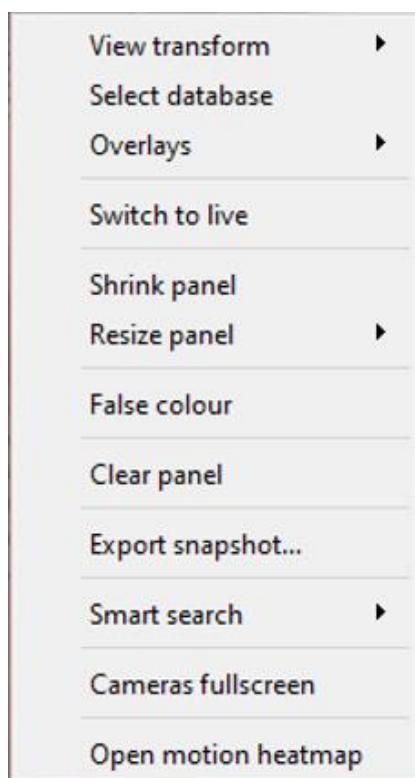 View transform
Select database
Overlays
Switch to live
Shrink panel
Resize panel
False colour
Clear panel
Export snapshot...
Smart search
Cameras fullscreen
Open motion heatmap